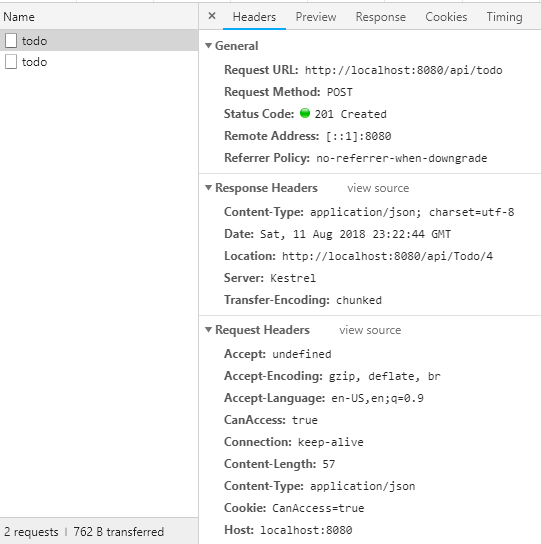 Name
× Headers Preview Response Cookies Timing
todo
todo
General
Request URL: http://localhost:8080/api/todo
Request Method: POST
Status Code: 201 Created
Remote Address: [::1]:8080
Referrer Policy: no-referrer-when-downgrade
Response Headers view source
Content-Type: application/json; charset=utf-8
Date: Sat, 11 Aug 2018 23:22:44 GMT
Location: http://localhost:8080/api/Todo/4
Server: Kestrel
Transfer-Encoding: chunked
Request Headers view source
Accept: undefined
Accept-Encoding: gzip, deflate, br
Accept-Language: en-US,en;q=0.9
CanAccess: true
Connection: keep-alive
Content-Length: 57
Content-Type: application/json
Cookie: CanAccess=true
Host: localhost:8080
2 requests | 762 B transferred